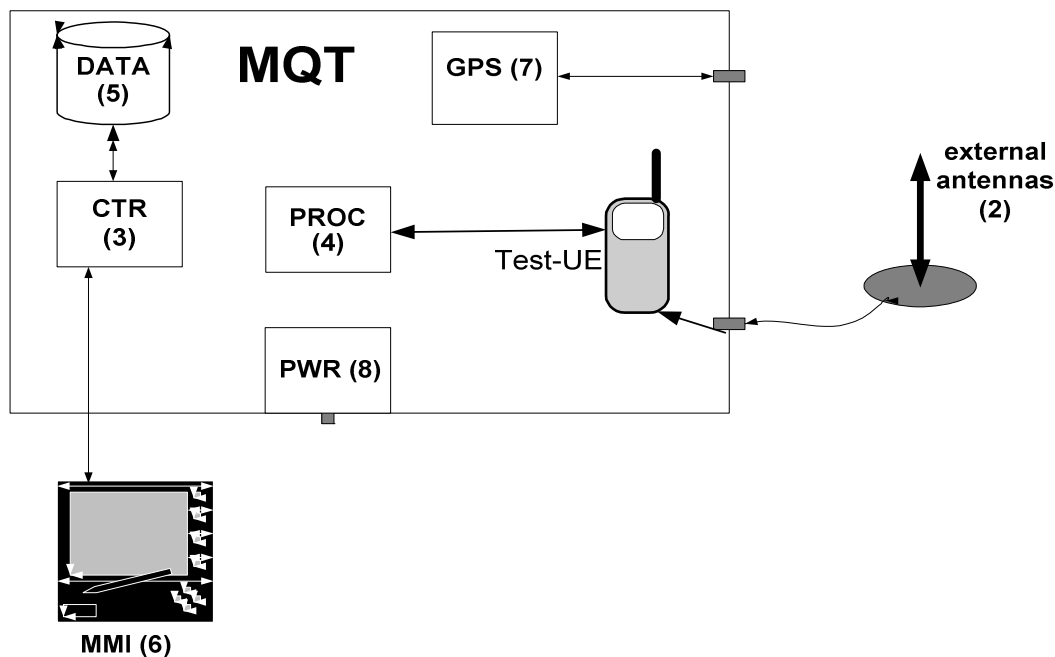 MQT
DATA
(5)
GPS (7)
external
antennas
(2)
CTR
(3)
PROC
(4)
Test-UE
PWR (8)
MMI (6)